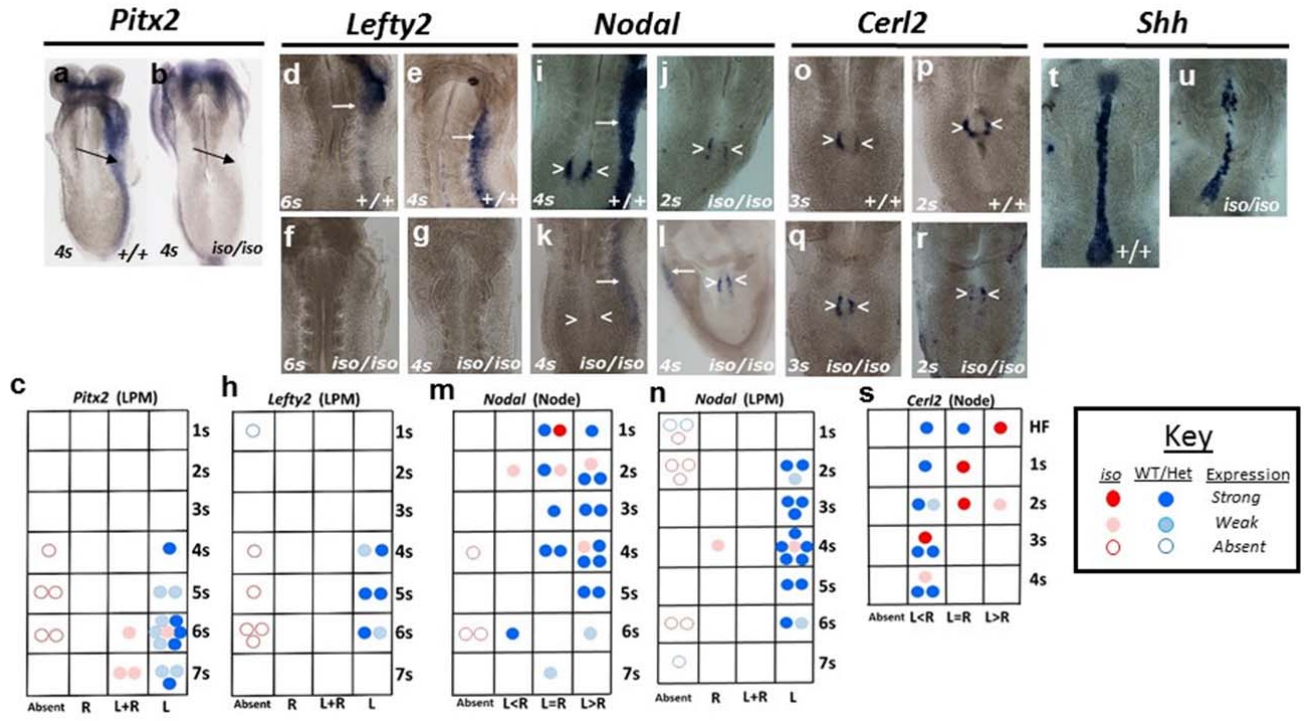 Pitx2 Lefty2 Nodal Cerl2 Shh
a b d e i j o p t u
4s +/+ 4s iso/iso 6s +/+ 4s +/+ 4s +/+ 2s iso/iso 3s +/+ 2s +/+ +/+ iso/iso
f g k l q r
6s iso/iso 4s iso/iso 4s iso/iso 4s iso/iso 3s iso/iso 2s iso/iso
c
Pitx2 (LPM)
1s
2s
3s
4s
5s
6s
7s
Absent R L+R L
h
Lefty2 (LPM)
1s
2s
3s
4s
5s
6s
7s
Absent R L+R L
m
Nodal (Node)
1s
2s
3s
4s
5s
6s
7s
Absent L<R L=R L>R
n
Nodal (LPM)
1s
2s
3s
4s
5s
6s
7s
Absent R L+R L
s
Cerl2 (Node)
HF
1s
2s
3s
4s
Absent L<R L=R L>R
Key
iso WT/Het Expression
Strong
Weak
Absent